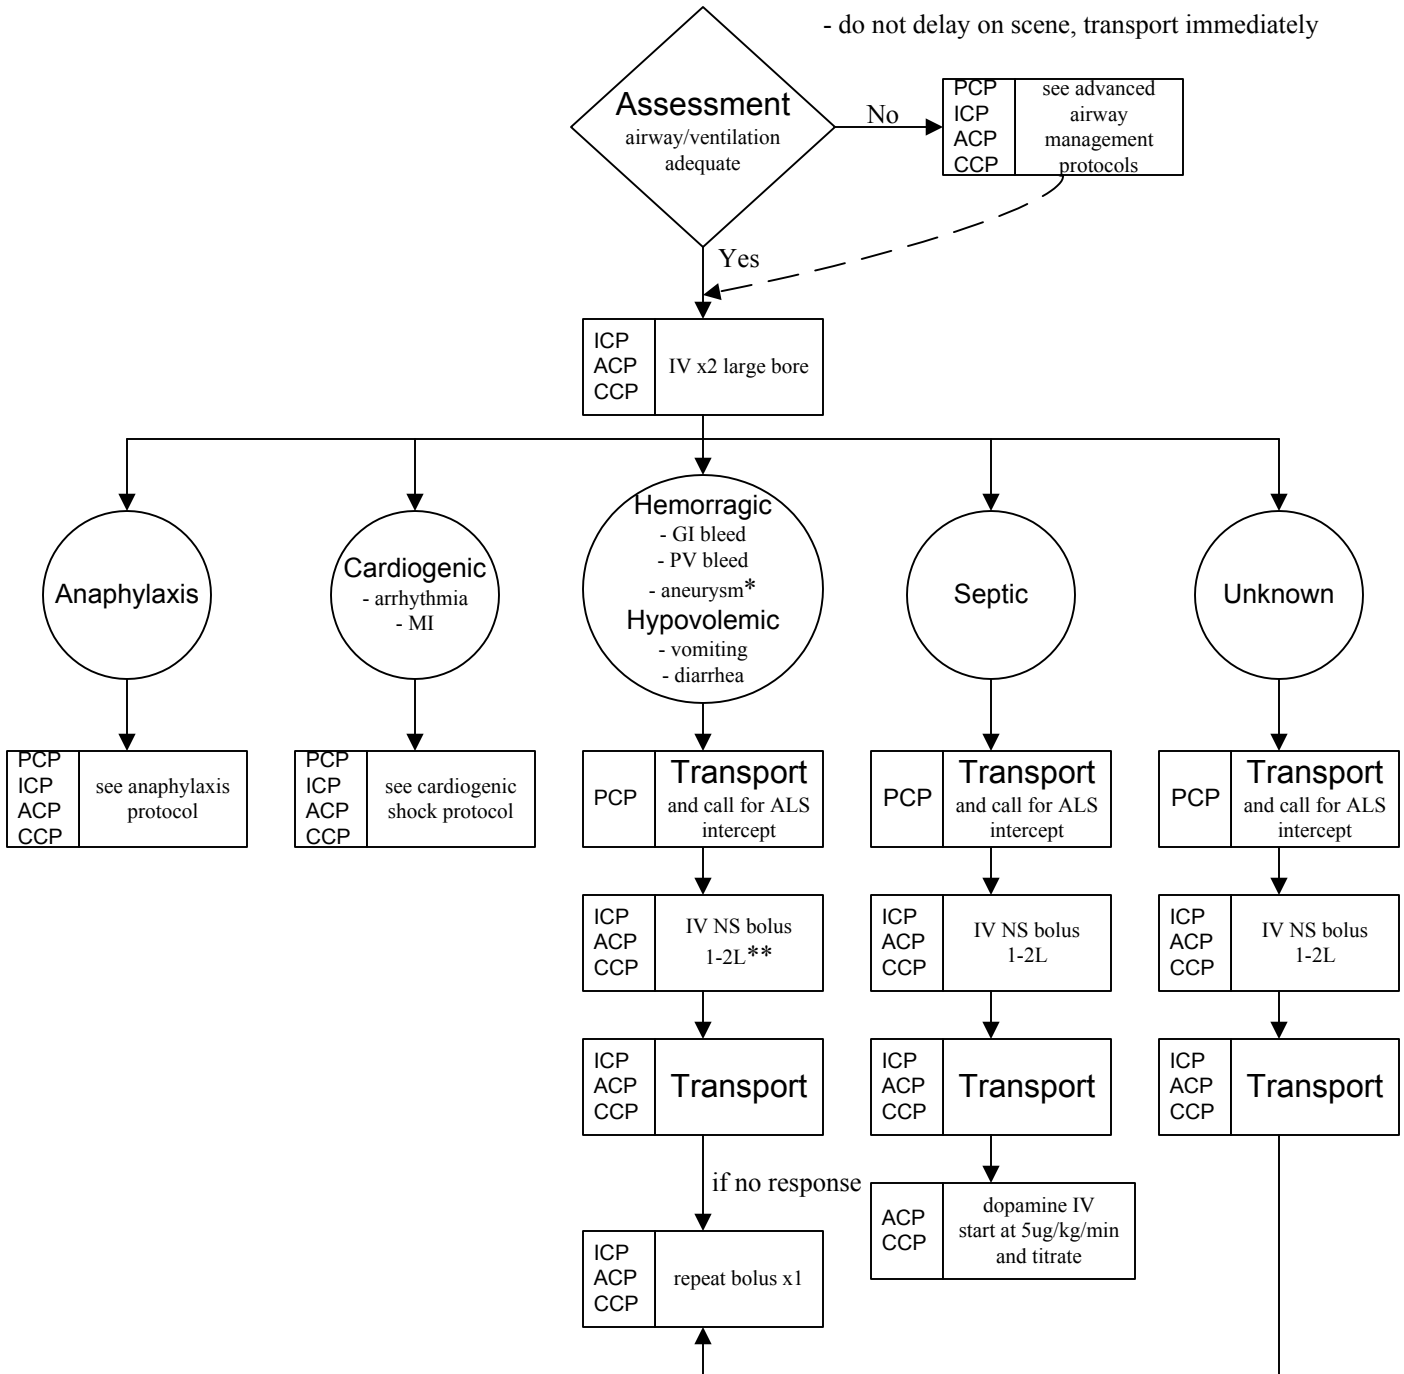 - do not delay on scene, transport immediately
Assessment
airway/ventilation
adequate
No
PCP
ICP
ACP
CCP
see advanced
airway
management
protocols
Yes
ICP
ACP
CCP
IV x2 large bore
Anaphylaxis
Cardiogenic
- arrhythmia
- MI
Hemorragic
- GI bleed
- PV bleed
- aneurysm*
Hypovolemic
- vomiting
- diarrhea
Septic
Unknown
PCP
ICP
ACP
CCP
see anaphylaxis
protocol
PCP
ICP
ACP
CCP
see cardiogenic
shock protocol
PCP
Transport
and call for ALS
intercept
PCP
Transport
and call for ALS
intercept
PCP
Transport
and call for ALS
intercept
ICP
ACP
CCP
IV NS bolus
1-2L**
ICP
ACP
CCP
IV NS bolus
1-2L
ICP
ACP
CCP
IV NS bolus
1-2L
ICP
ACP
CCP
Transport
ICP
ACP
CCP
Transport
ICP
ACP
CCP
Transport
if no response
ACP
CCP
dopamine IV
start at 5ug/kg/min
and titrate
ICP
ACP
CCP
repeat bolus x1